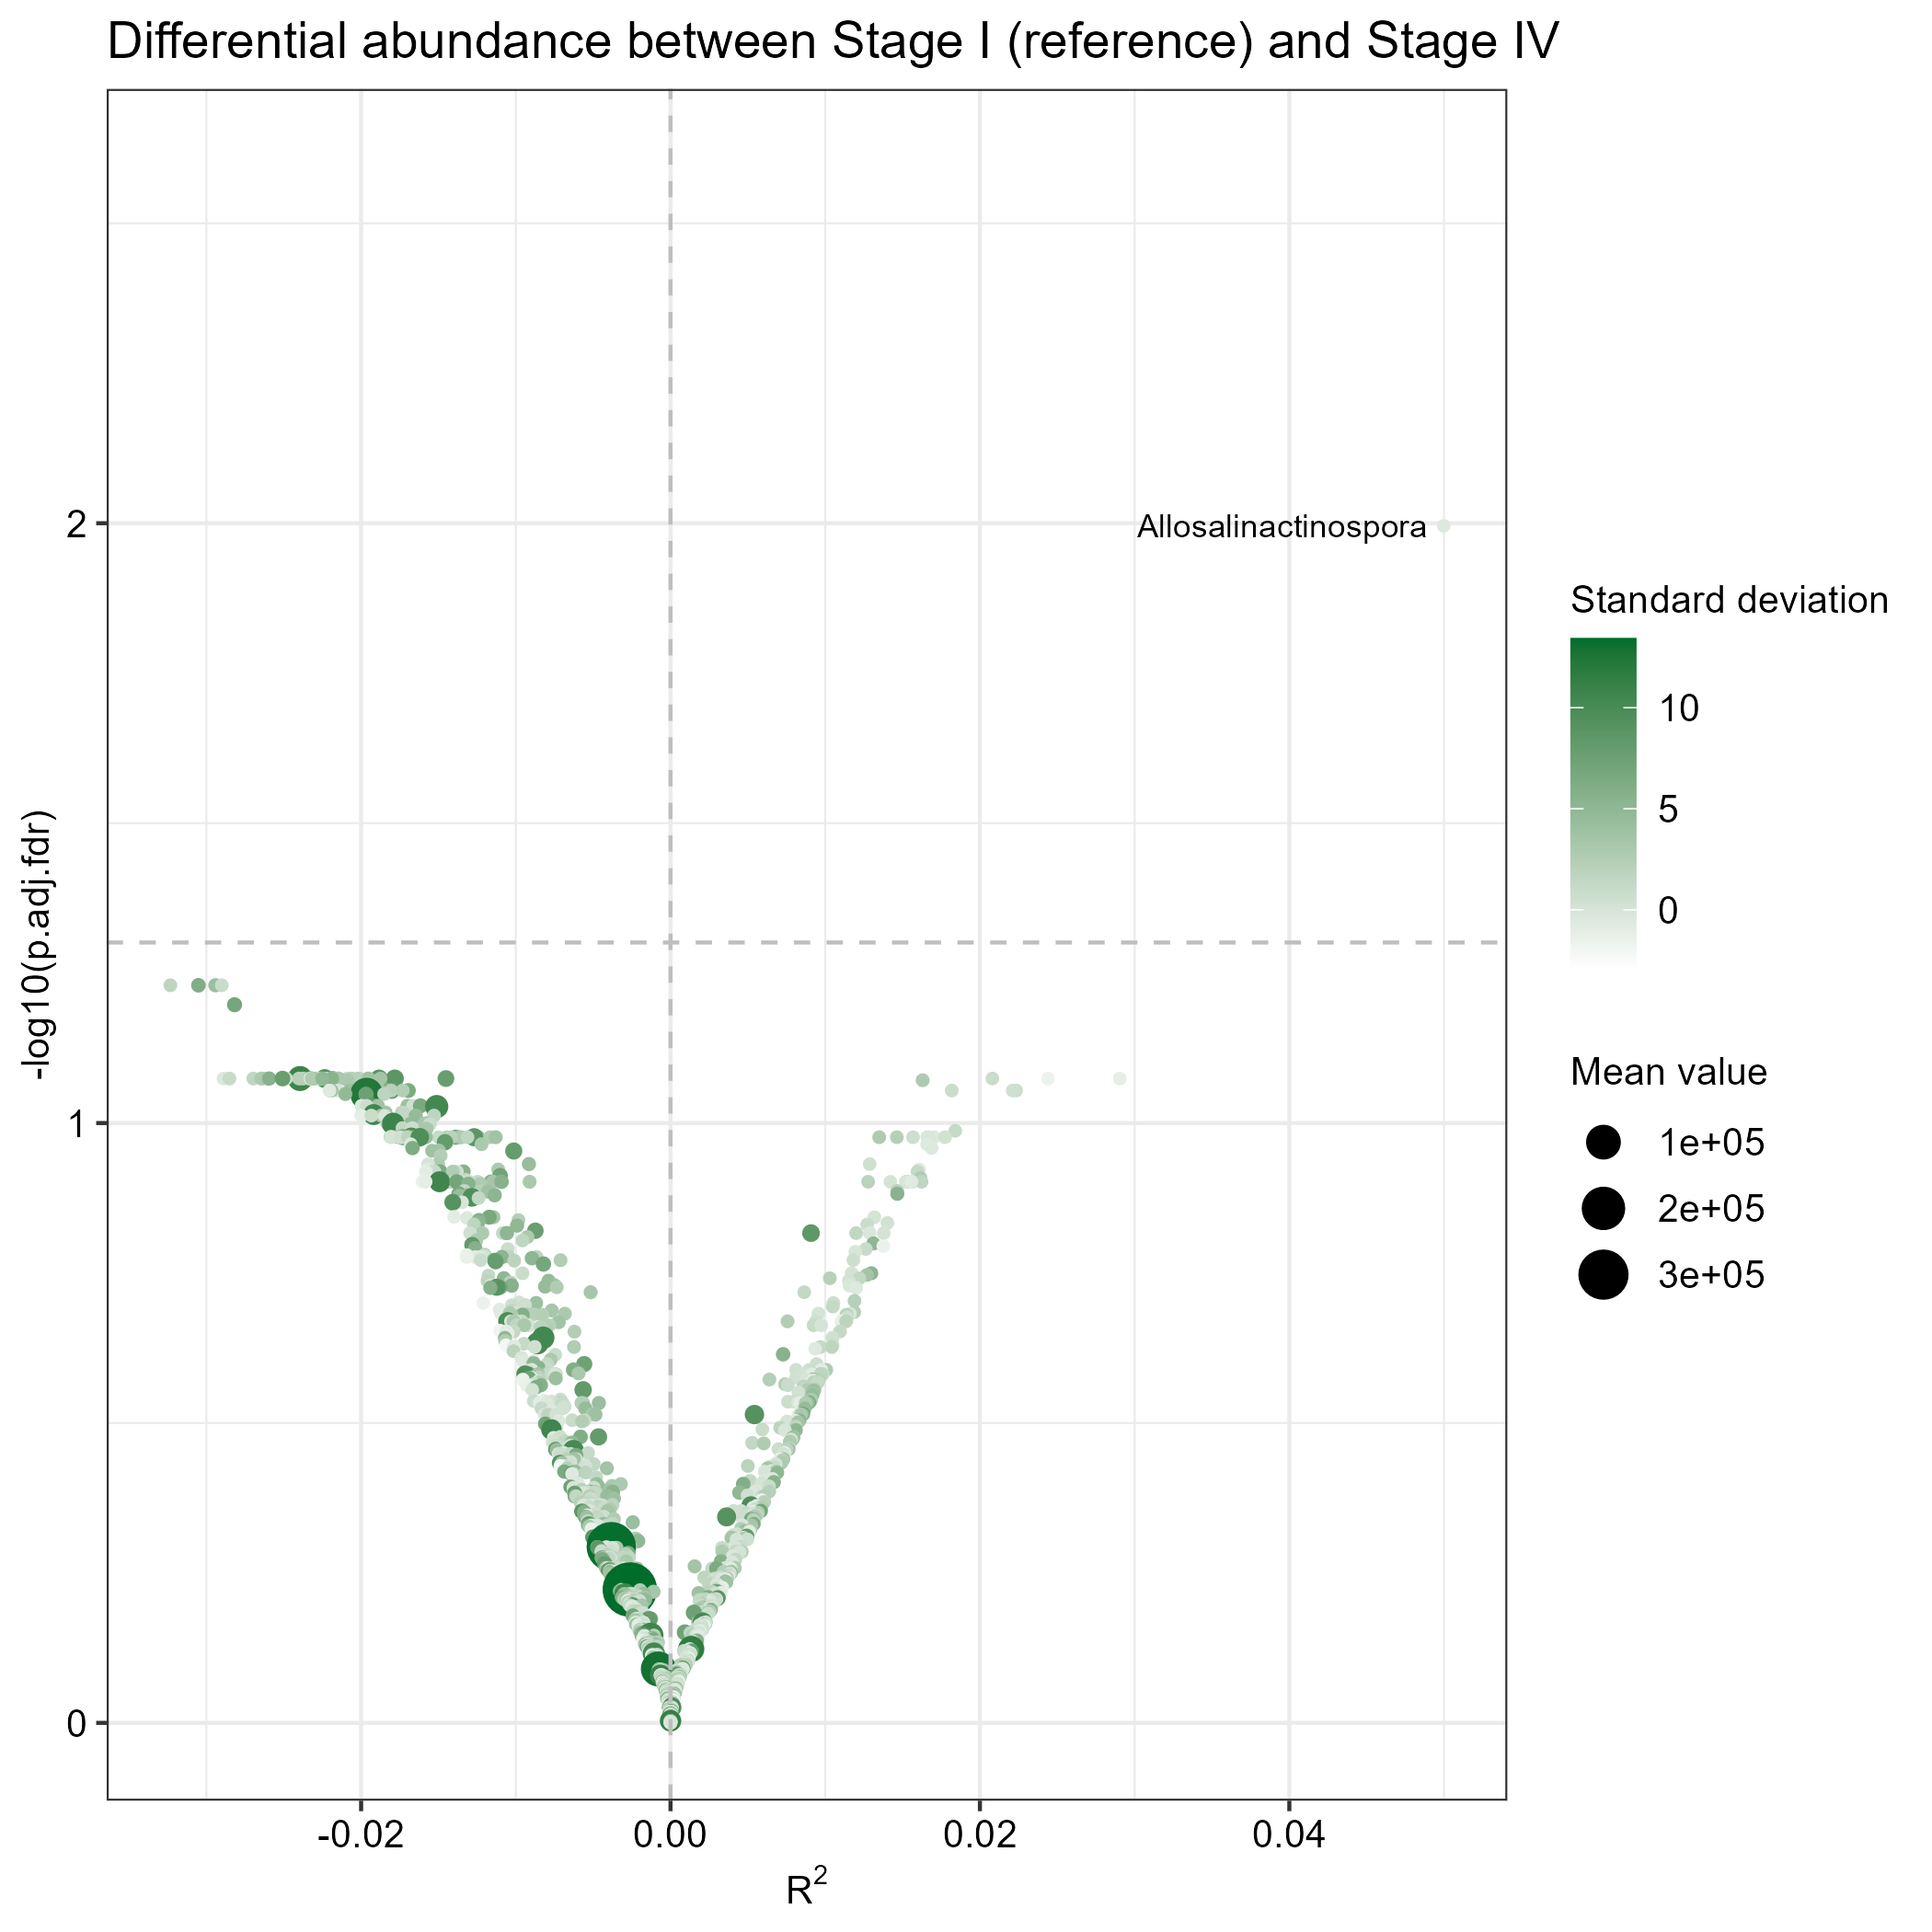 Differential abundance between Stage I (reference) and Stage IV
-log10(p.adj.fdr)
2
1
0
Allosalinactinospora
-0.02 0.00 0.02 0.04
R²
Standard deviation
10
5
0
Mean value
1e+05
2e+05
3e+05